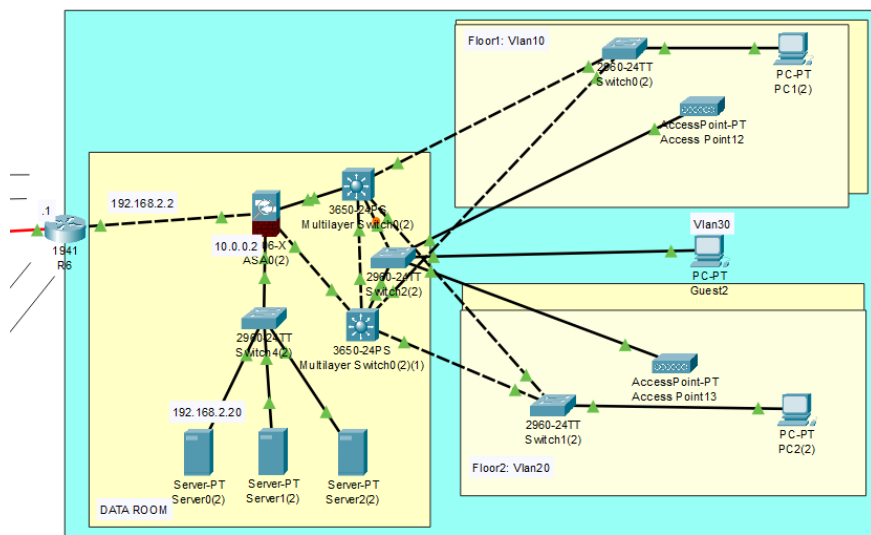 Floor1: Vlan10
2960-24TT
Switch0(2)
PC-PT
PC1(2)
AccessPoint-PT
Access Point12
192.168.2.2
.1
1941
R6
10.0.0.2
06-X
ASA0(2)
3650-24PS
Multilayer Switch0(2)
2960-24TT
Switch2(2)
Vlan30
PC-PT
Guest2
2960-24TT
Switch4(2)
3650-24PS
Multilayer Switch0(2)(1)
192.168.2.20
Server-PT
Server0(2)
Server-PT
Server1(2)
Server-PT
Server2(2)
DATA ROOM
AccessPoint-PT
Access Point13
2960-24TT
Switch1(2)
PC-PT
PC2(2)
Floor2: Vlan20